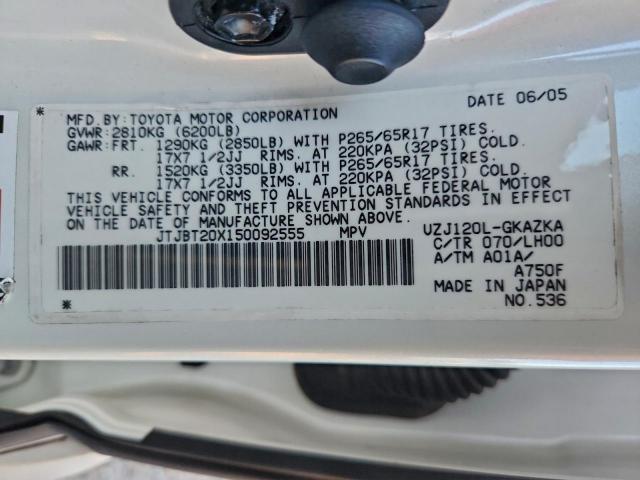 MFD.BY:TOYOTA MOTOR CORPORATION DATE 06/05
GVWR:2810KG (6200LB)
GAWR:FRT. 1290KG (2850LB) WITH P265/65R17 TIRES.
17X7 1/2JJ RIMS. AT 220KPA (32PSI) COLD.
RR. 1520KG (3350LB) WITH P265/65R17 TIRES.
17X7 1/2JJ RIMS. AT 220KPA (32PSI) COLD.
THIS VEHICLE CONFORMS TO ALL APPLICABLE FEDERAL MOTOR
VEHICLE SAFETY AND THEFT PREVENTION STANDARDS IN EFFECT
ON THE DATE OF MANUFACTURE SHOWN ABOVE.
JTJBT20X150092555 MPV UZJ120L-GKAZKA
C/TR 070/LH00
A/TM A01A/
A750F
MADE IN JAPAN
NO.536